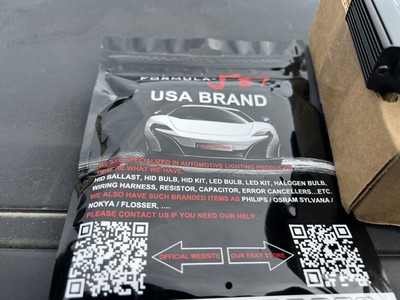 FORMULA
USA BRAND
WE ARE SPECIALIZED IN AUTOMOTIVE LIGHTING
WHAT WE HAVE
HID BALLAST, HID BULB, HID KIT, LED BULB, LED KIT, HALOGEN BULB,
WIRING HARNESS, RESISTOR, CAPACITOR, ERROR CANCELLERS...ETC.
WE ALSO HAVE SUCH BRANDED ITEMS AS PHILIPS / OSRAM SYLVANIA /
NOKYA / FLOSSER, ....
PLEASE CONTACT US IF YOU NEED OUR HELP.
OFFICIAL WEBSITE
OUR EBAY STORE